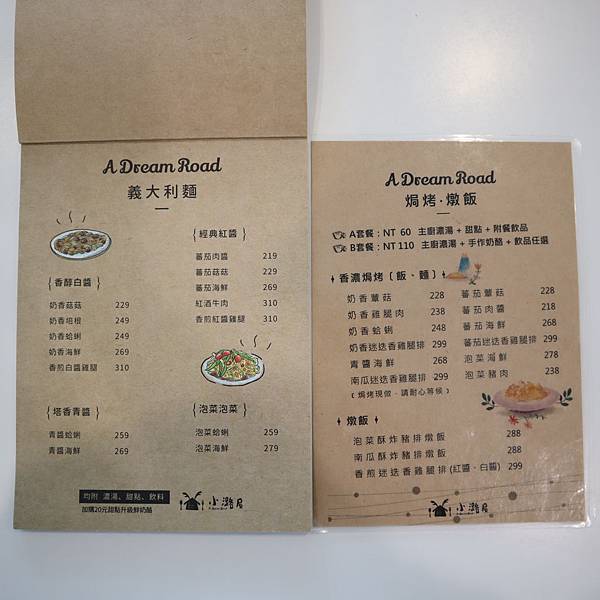 A Dream Road
義大利麵
{香醇白醬}
奶香菇菇 229
奶香培根 249
奶香蛤蜊 249
奶香海鮮 269
香煎白醬雞腿 310
{塔香青醬}
青醬蛤蜊 259
青醬海鮮 269
{經典紅醬}
蕃茄肉醬 219
蕃茄菇菇 229
蕃茄海鮮 269
紅酒牛肉 310
香煎紅醬雞腿 310
{泡菜泡菜}
泡菜蛤蜊 259
泡菜海鮮 279
均附 濃湯、甜點、飲料
加購20元甜點升級鮮奶酪
小濰居
A Dream Road
焗烤·燉飯
A套餐：NT 60 主廚濃湯 + 甜點 + 附餐飲品
B套餐：NT 110 主廚濃湯 + 手作奶酪 + 飲品任選
香濃焗烤（飯、麵）
奶香蕈菇 228
奶香雞腿肉 238
奶香蛤蜊 248
奶香迷迭香雞腿排 299
青醬海鮮 268
南瓜迷迭香雞腿排 299
〔焗烤現做，請耐心等候〕
蕃茄蕈菇 228
蕃茄肉醬 218
蕃茄海鮮 268
蕃茄迷迭香雞腿排 299
泡菜海鮮 278
泡菜豬肉 238
燉飯
泡菜酥炸豬排燉飯 288
南瓜酥炸豬排燉飯 288
香煎迷迭香雞腿排(紅醬、白醬) 299
小濰居